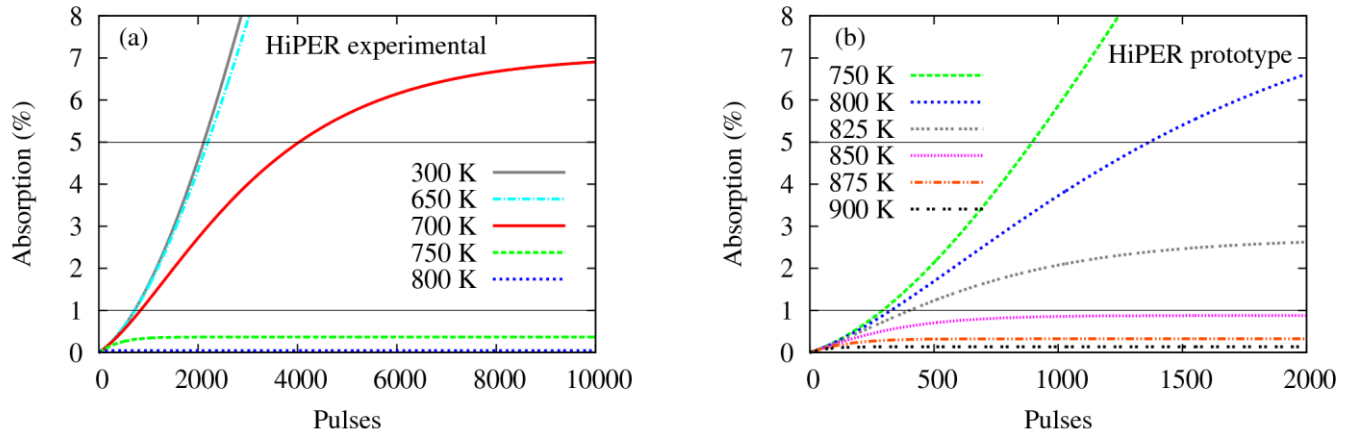 (a)
HiPER experimental
Absorption (%)
8
7
6
5
4
3
2
1
0
300 K
650 K
700 K
750 K
800 K
0
2000
4000
6000
8000
10000
Pulses
(b)
HiPER prototype
Absorption (%)
8
7
6
5
4
3
2
1
0
750 K
800 K
825 K
850 K
875 K
900 K
0
500
1000
1500
2000
Pulses